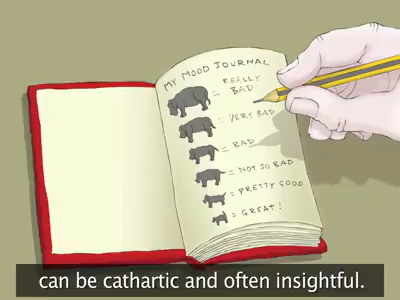 MY MOOD JOURNAL
= REALLY
BAD
= VERY BAD
= BAD
= NOT SO BAD
= PRETTY GOOD
= GREAT!
can be cathartic and often insightful.